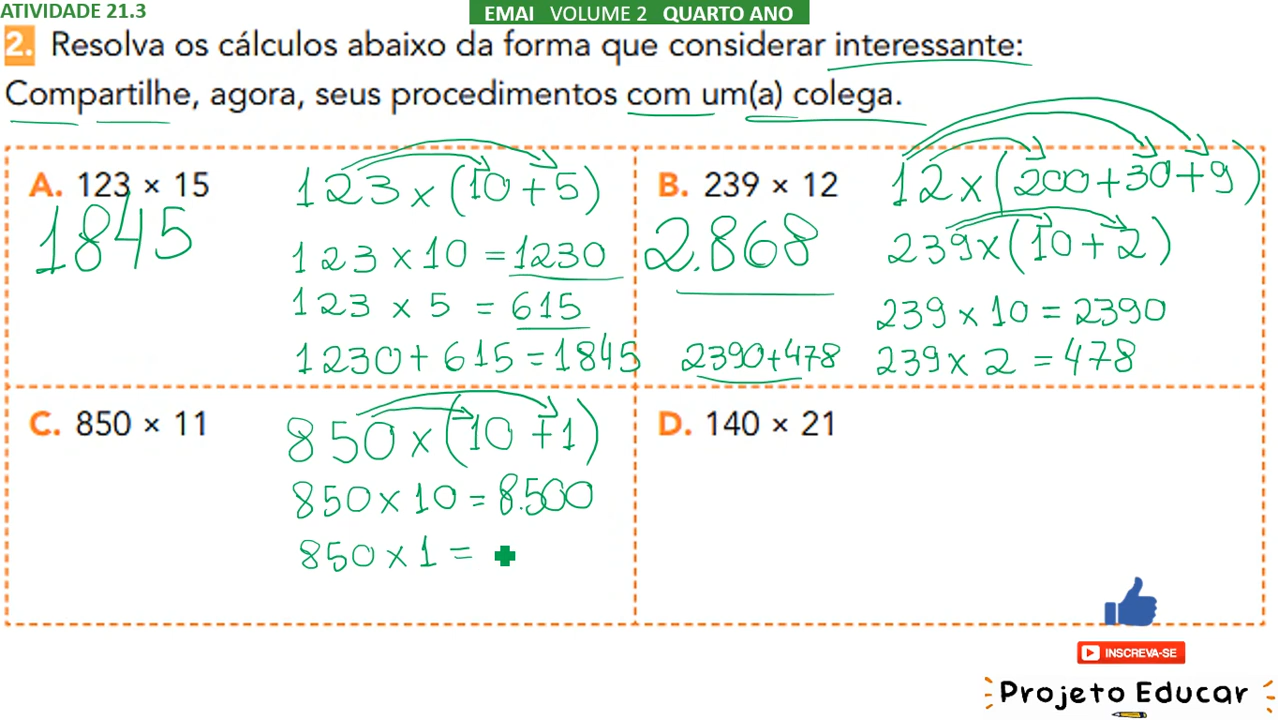 ATIVIDADE 21.3
EMAI VOLUME 2 QUARTO ANO
2. Resolva os cálculos abaixo da forma que considerar interessante:
Compartilhe, agora, seus procedimentos com um(a) colega.
A. 123 × 15
1845
123 × (10 + 5)
123 × 10 = 1230
123 × 5 = 615
1230 + 615 = 1845
B. 239 × 12
2.868
12 × (200 + 30 + 9)
239 × (10 + 2)
239 × 10 = 2390
239 × 2 = 478
2390 + 478
C. 850 × 11
850 × (10 + 1)
850 × 10 = 8.500
850 × 1 =
D. 140 × 21
INSCREVA-SE
Projeto Educar